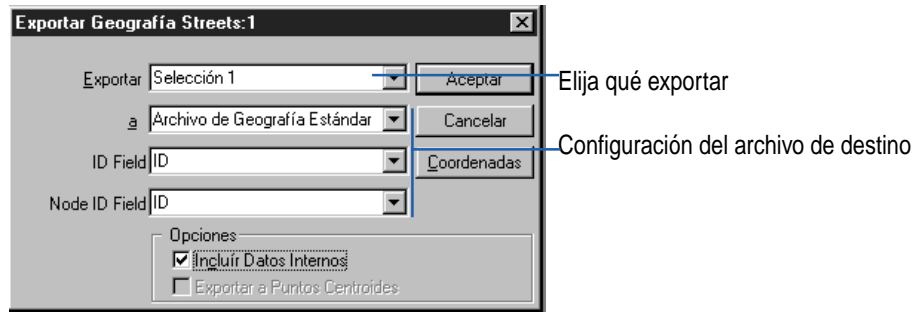 Exportar Geografía Streets:1
Exportar Selección 1 Aceptar
Elija qué exportar
a Archivo de Geografía Estándar Cancelar
Configuración del archivo de destino
ID Field ID Coordenadas
Node ID Field ID
Opciones
Incluír Datos Internos
Exportar a Puntos Centroides